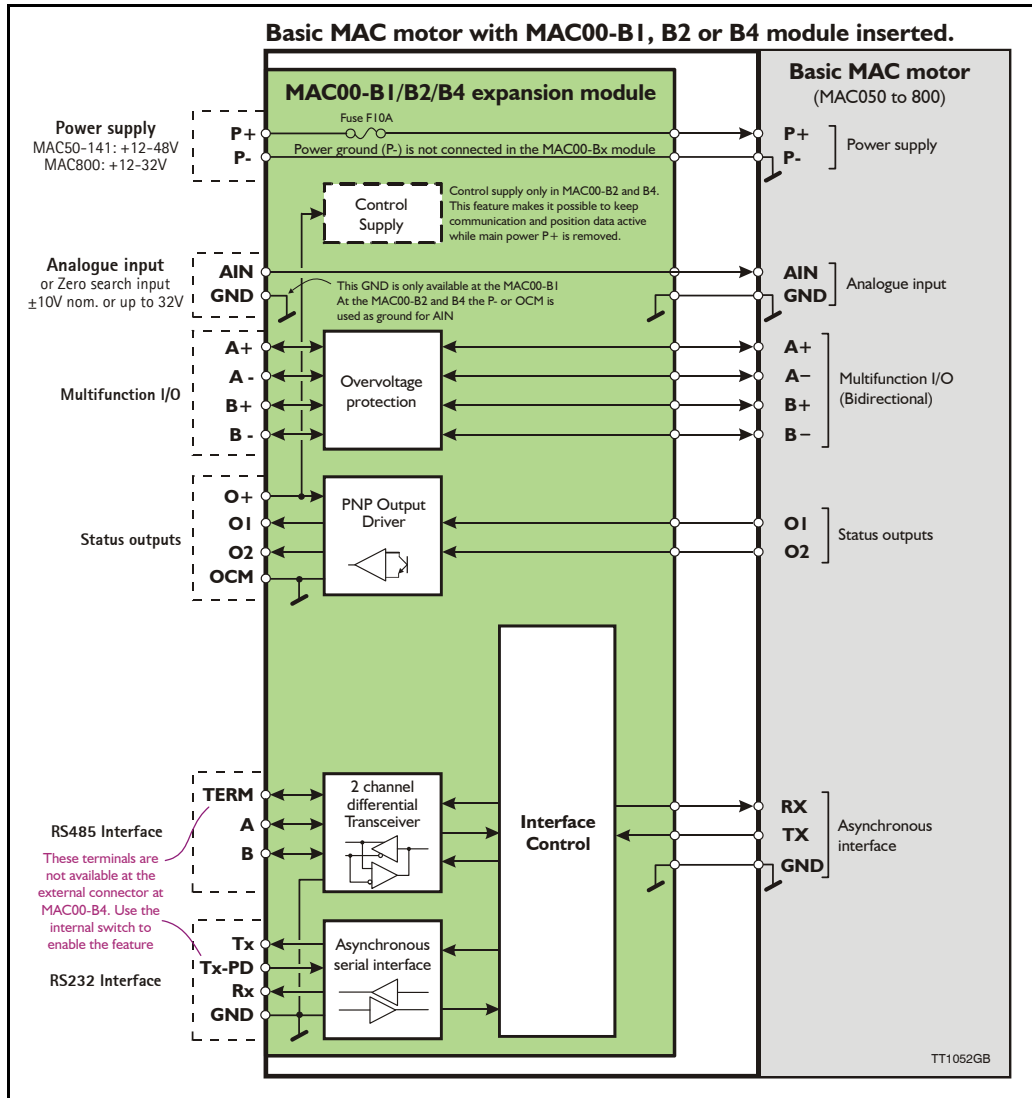 Basic MAC motor with MAC00-B1, B2 or B4 module inserted.
MAC00-B1/B2/B4 expansion module
Basic MAC motor
(MAC050 to 800)
Power supply
MAC50-141: +12-48V
MAC800: +12-32V
P+
P-
Fuse F10A
Power ground (P-) is not connected in the MAC00-Bx module
P+
P-
Power supply
Control
Supply
Control supply only in MAC00-B2 and B4.
This feature makes it possible to keep
communication and position data active
while main power P+ is removed.
Analogue input
or Zero search input
±10V nom. or up to 32V
AIN
GND
This GND is only available at the MAC00-B1
At the MAC00-B2 and B4 the P- or OCM is
used as ground for AIN
AIN
GND
Analogue input
Multifunction I/O
A+
A -
B+
B -
Overvoltage
protection
A+
A−
B+
B−
Multifunction I/O
(Bidirectional)
Status outputs
O+
O1
O2
OCM
PNP Output
Driver
O1
O2
Status outputs
RS485 Interface
TERM
A
B
2 channel
differential
Transceiver
Interface
Control
RX
TX
GND
Asynchronous
interface
These terminals are
not available at the
external connector at
MAC00-B4. Use the
internal switch to
enable the feature
RS232 Interface
Tx
Tx-PD
Rx
GND
Asynchronous
serial interface
TT1052GB